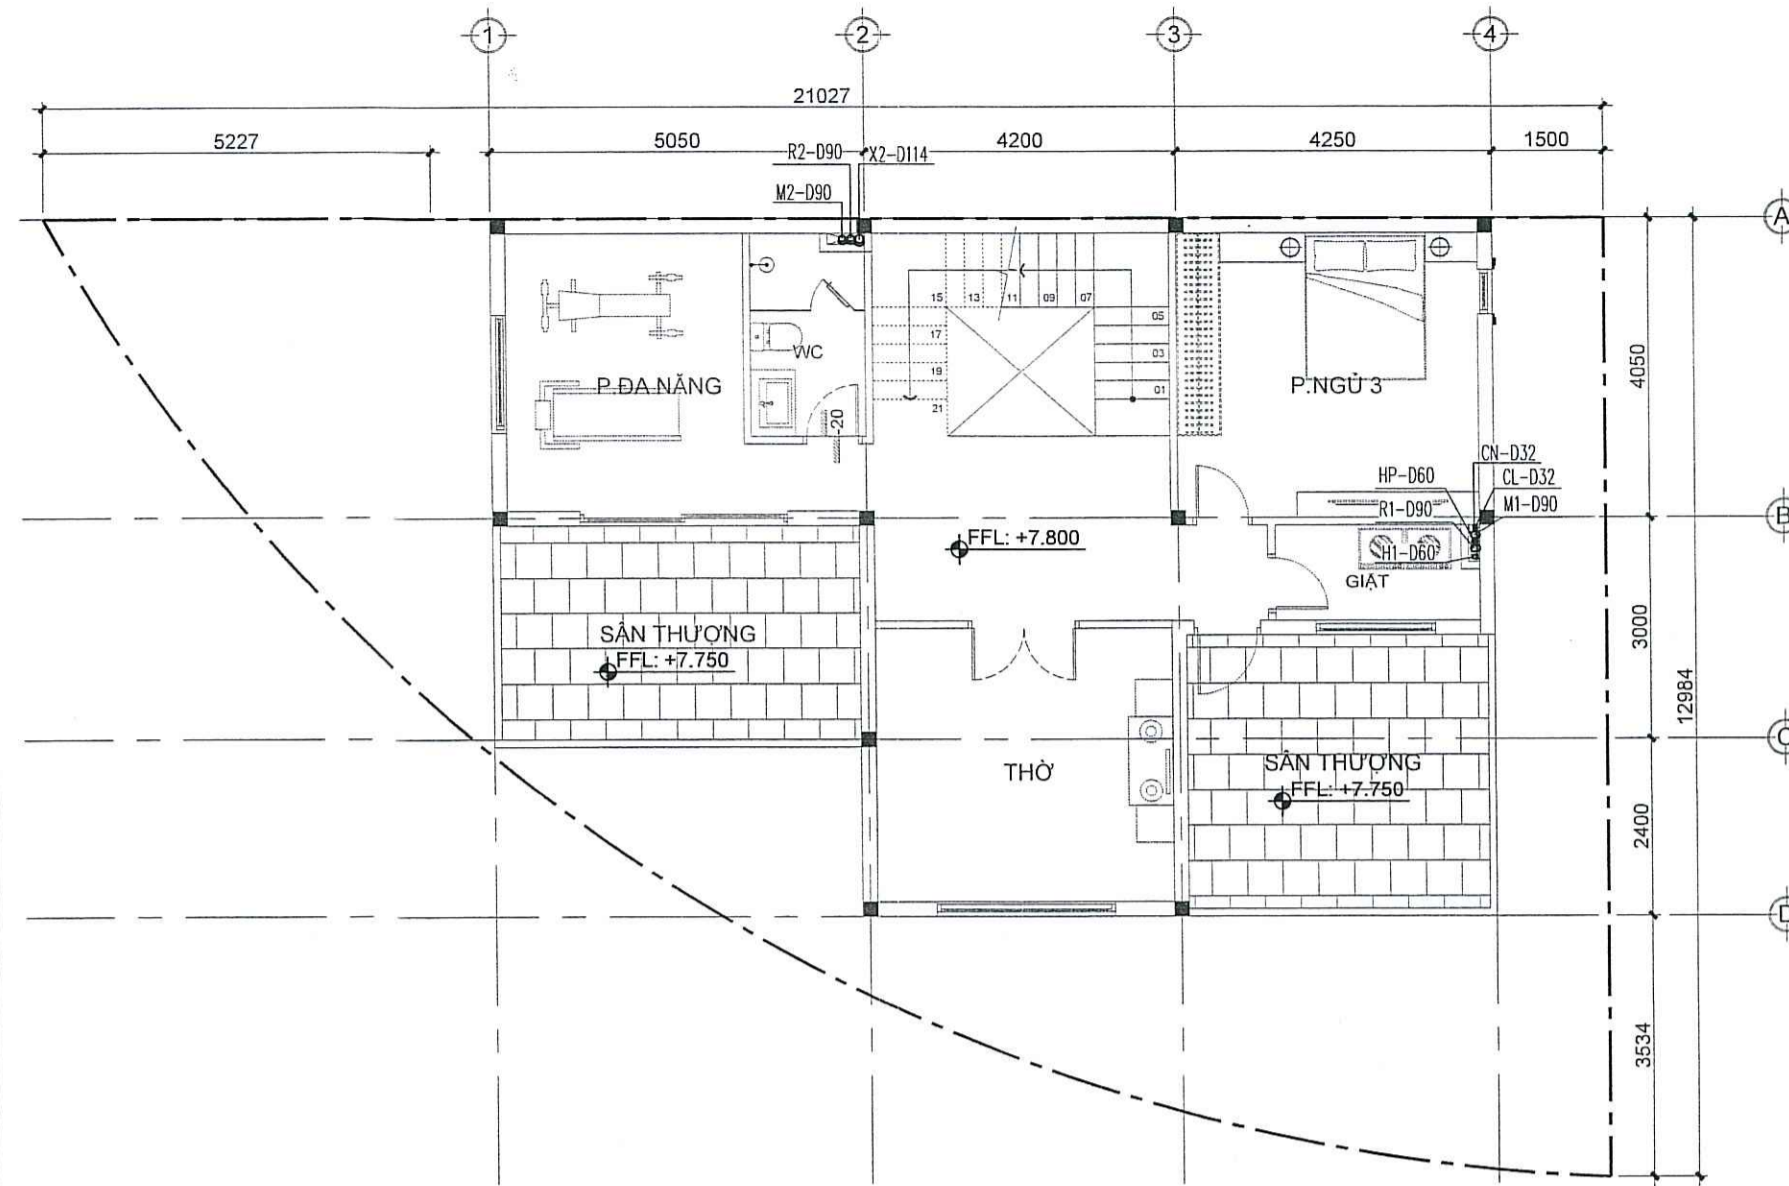 1 2 3 4
21027
5227 5050 4200 4250 1500
R2-D90 X2-D114
M2-D90
A
15 13 11 09 07
05
17
WC
03
P.ĐA NĂNG
P.NGỦ 3
19
01
21
-20
4050
CN-D32
HP-D60 CL-D32
R1-D90 M1-D90
B
FFL: +7.800
H1-D60
GIẶT
SÂN THƯỢNG
FFL: +7.750
3000
12984
C
THỜ
SÂN THƯỢNG
FFL: +7.750
2400
D
3534